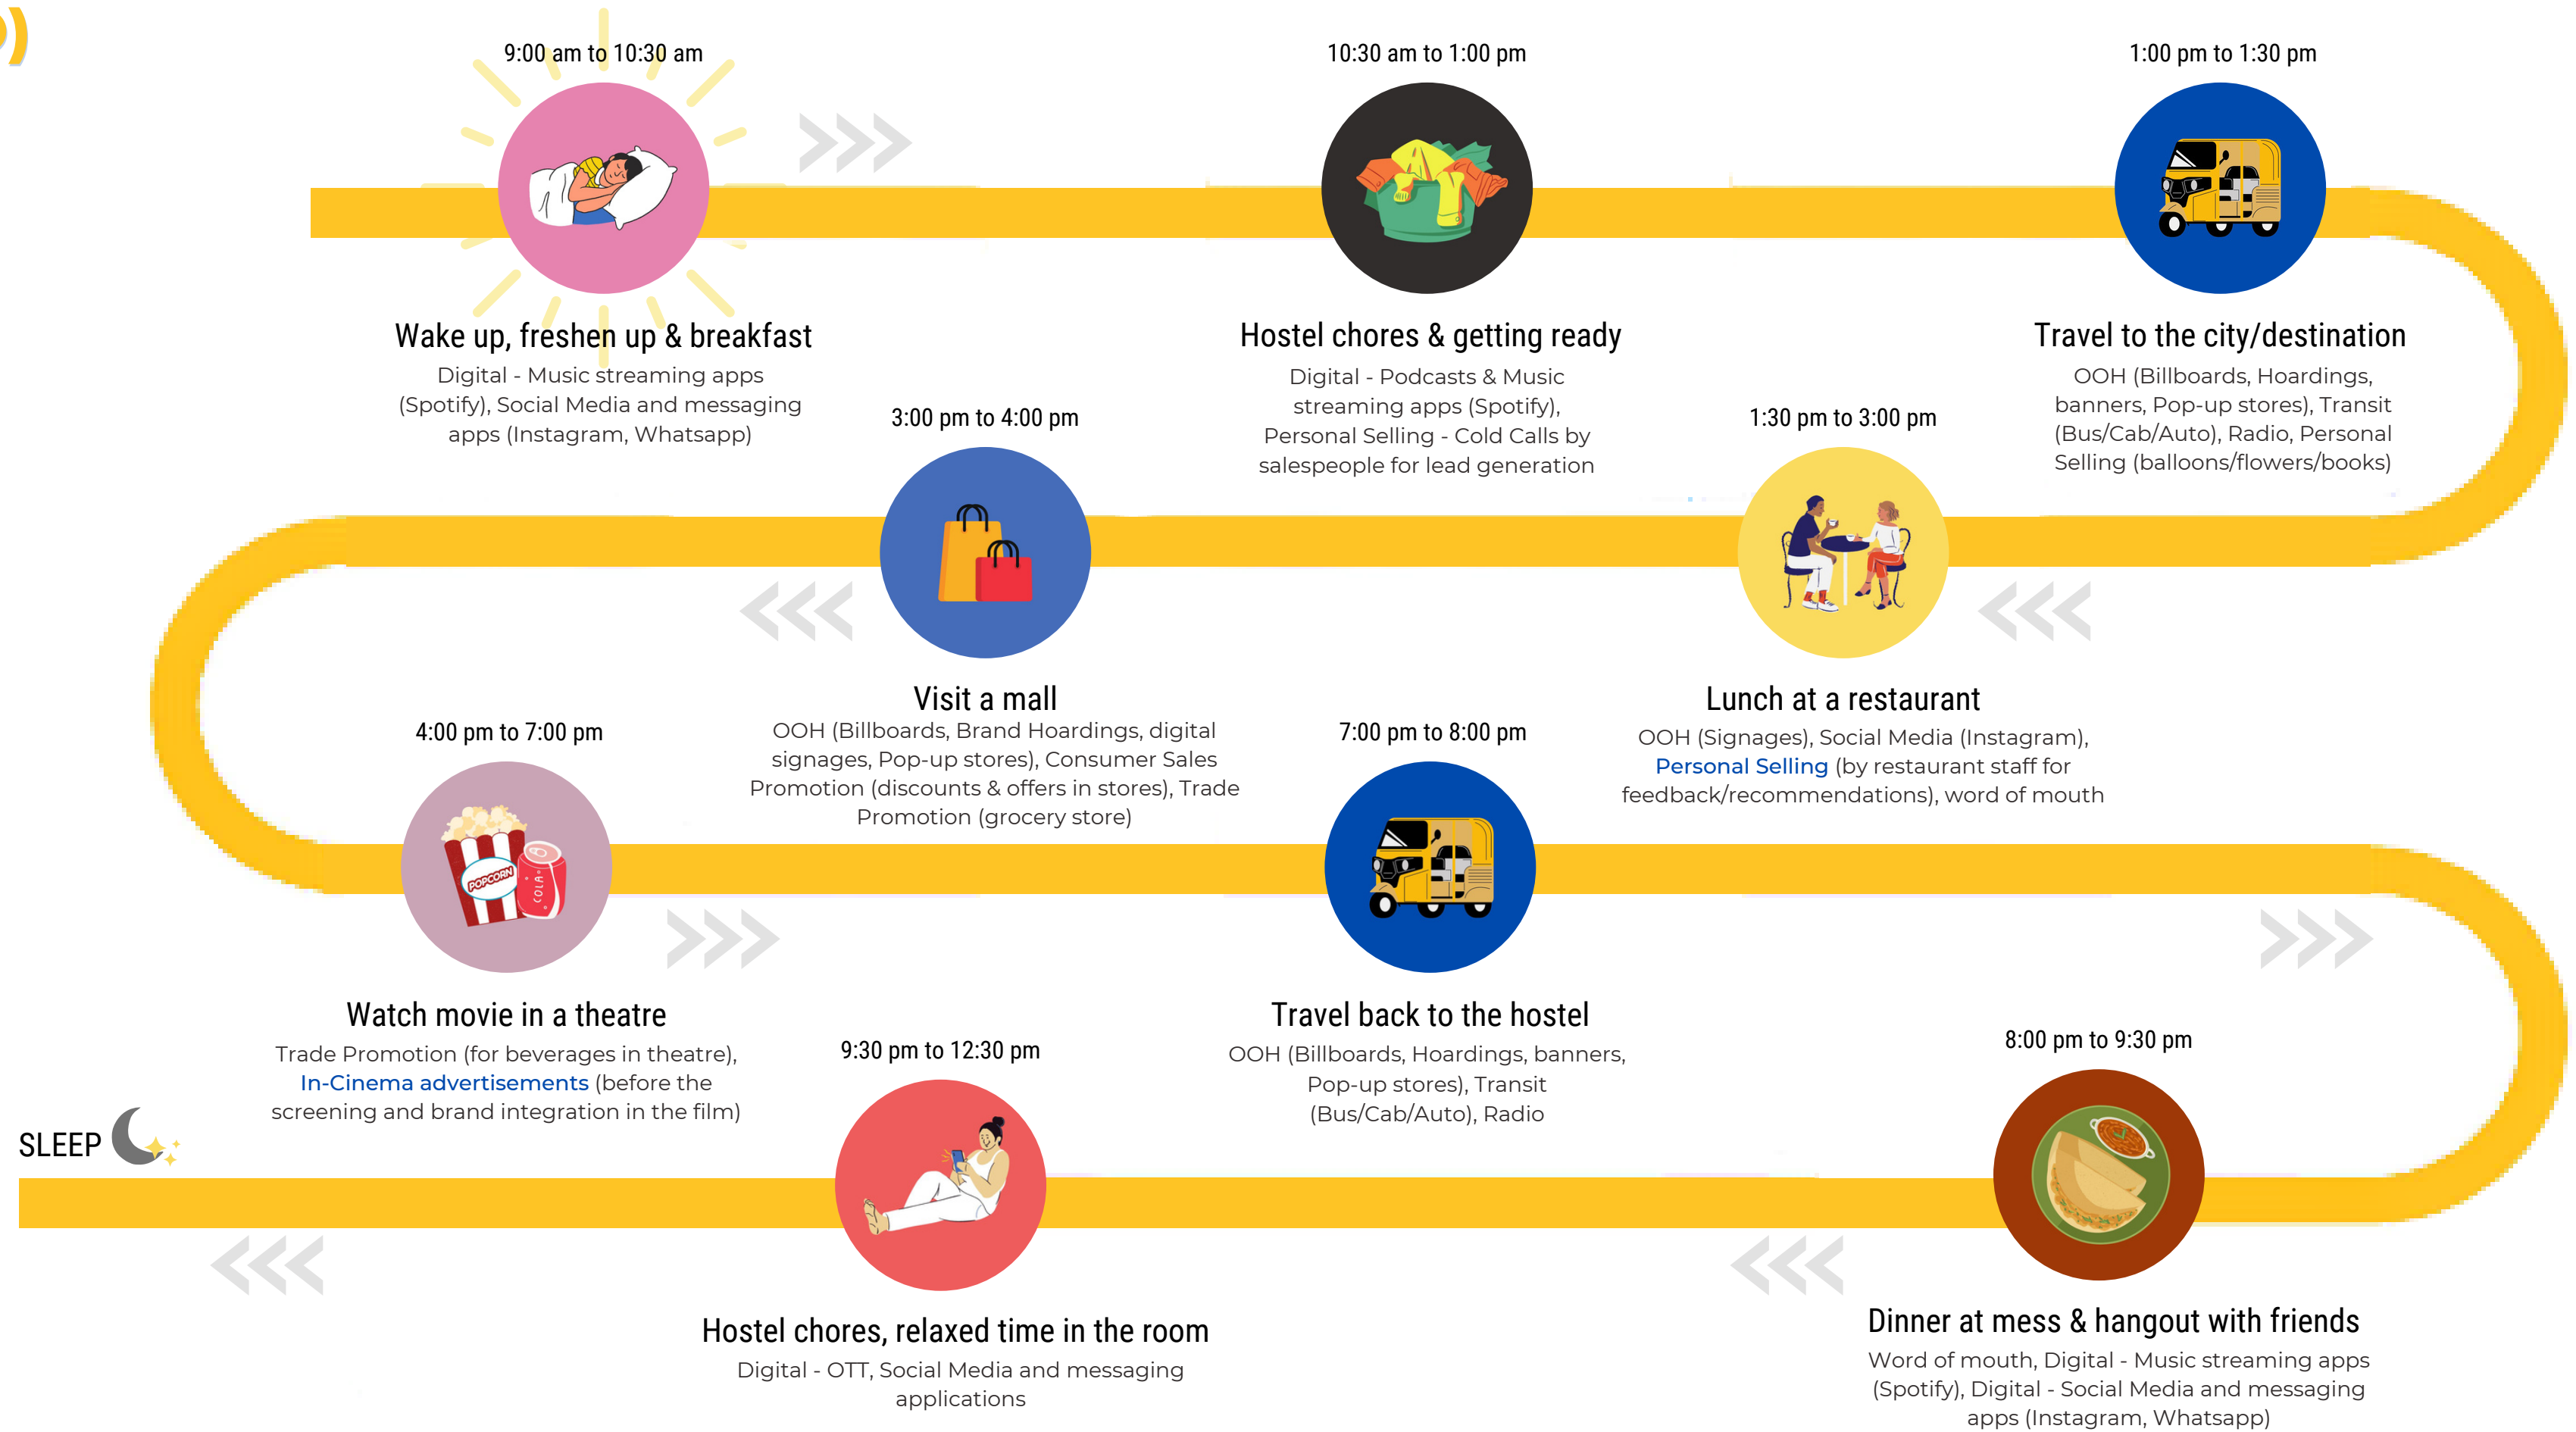 )
9:00 am to 10:30 am
Wake up, freshen up & breakfast
Digital - Music streaming apps
(Spotify), Social Media and messaging
apps (Instagram, Whatsapp)
10:30 am to 1:00 pm
Hostel chores & getting ready
Digital - Podcasts & Music
streaming apps (Spotify),
Personal Selling - Cold Calls by
salespeople for lead generation
1:00 pm to 1:30 pm
Travel to the city/destination
OOH (Billboards, Hoardings,
banners, Pop-up stores), Transit
(Bus/Cab/Auto), Radio, Personal
Selling (balloons/flowers/books)
1:30 pm to 3:00 pm
Lunch at a restaurant
OOH (Signages), Social Media (Instagram),
Personal Selling (by restaurant staff for
feedback/recommendations), word of mouth
3:00 pm to 4:00 pm
Visit a mall
OOH (Billboards, Brand Hoardings, digital
signages, Pop-up stores), Consumer Sales
Promotion (discounts & offers in stores), Trade
Promotion (grocery store)
4:00 pm to 7:00 pm
POPCORN
COLA
Watch movie in a theatre
Trade Promotion (for beverages in theatre),
In-Cinema advertisements (before the
screening and brand integration in the film)
7:00 pm to 8:00 pm
Travel back to the hostel
OOH (Billboards, Hoardings, banners,
Pop-up stores), Transit
(Bus/Cab/Auto), Radio
8:00 pm to 9:30 pm
Dinner at mess & hangout with friends
Word of mouth, Digital - Music streaming apps
(Spotify), Digital - Social Media and messaging
apps (Instagram, Whatsapp)
9:30 pm to 12:30 pm
Hostel chores, relaxed time in the room
Digital - OTT, Social Media and messaging
applications
SLEEP